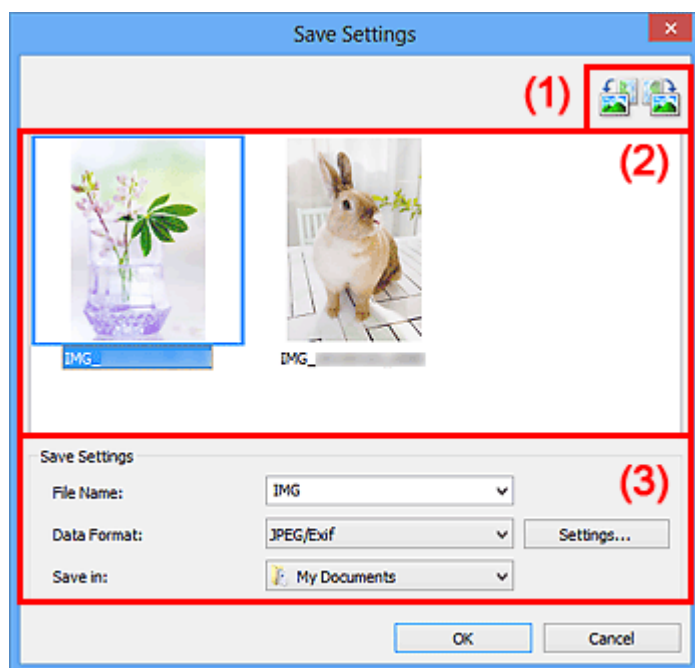 Save Settings
(1)
(2)
IMG_
IMG_
Save Settings
(3)
File Name: IMG
Data Format: JPEG/Exif Settings...
Save in: My Documents
OK Cancel